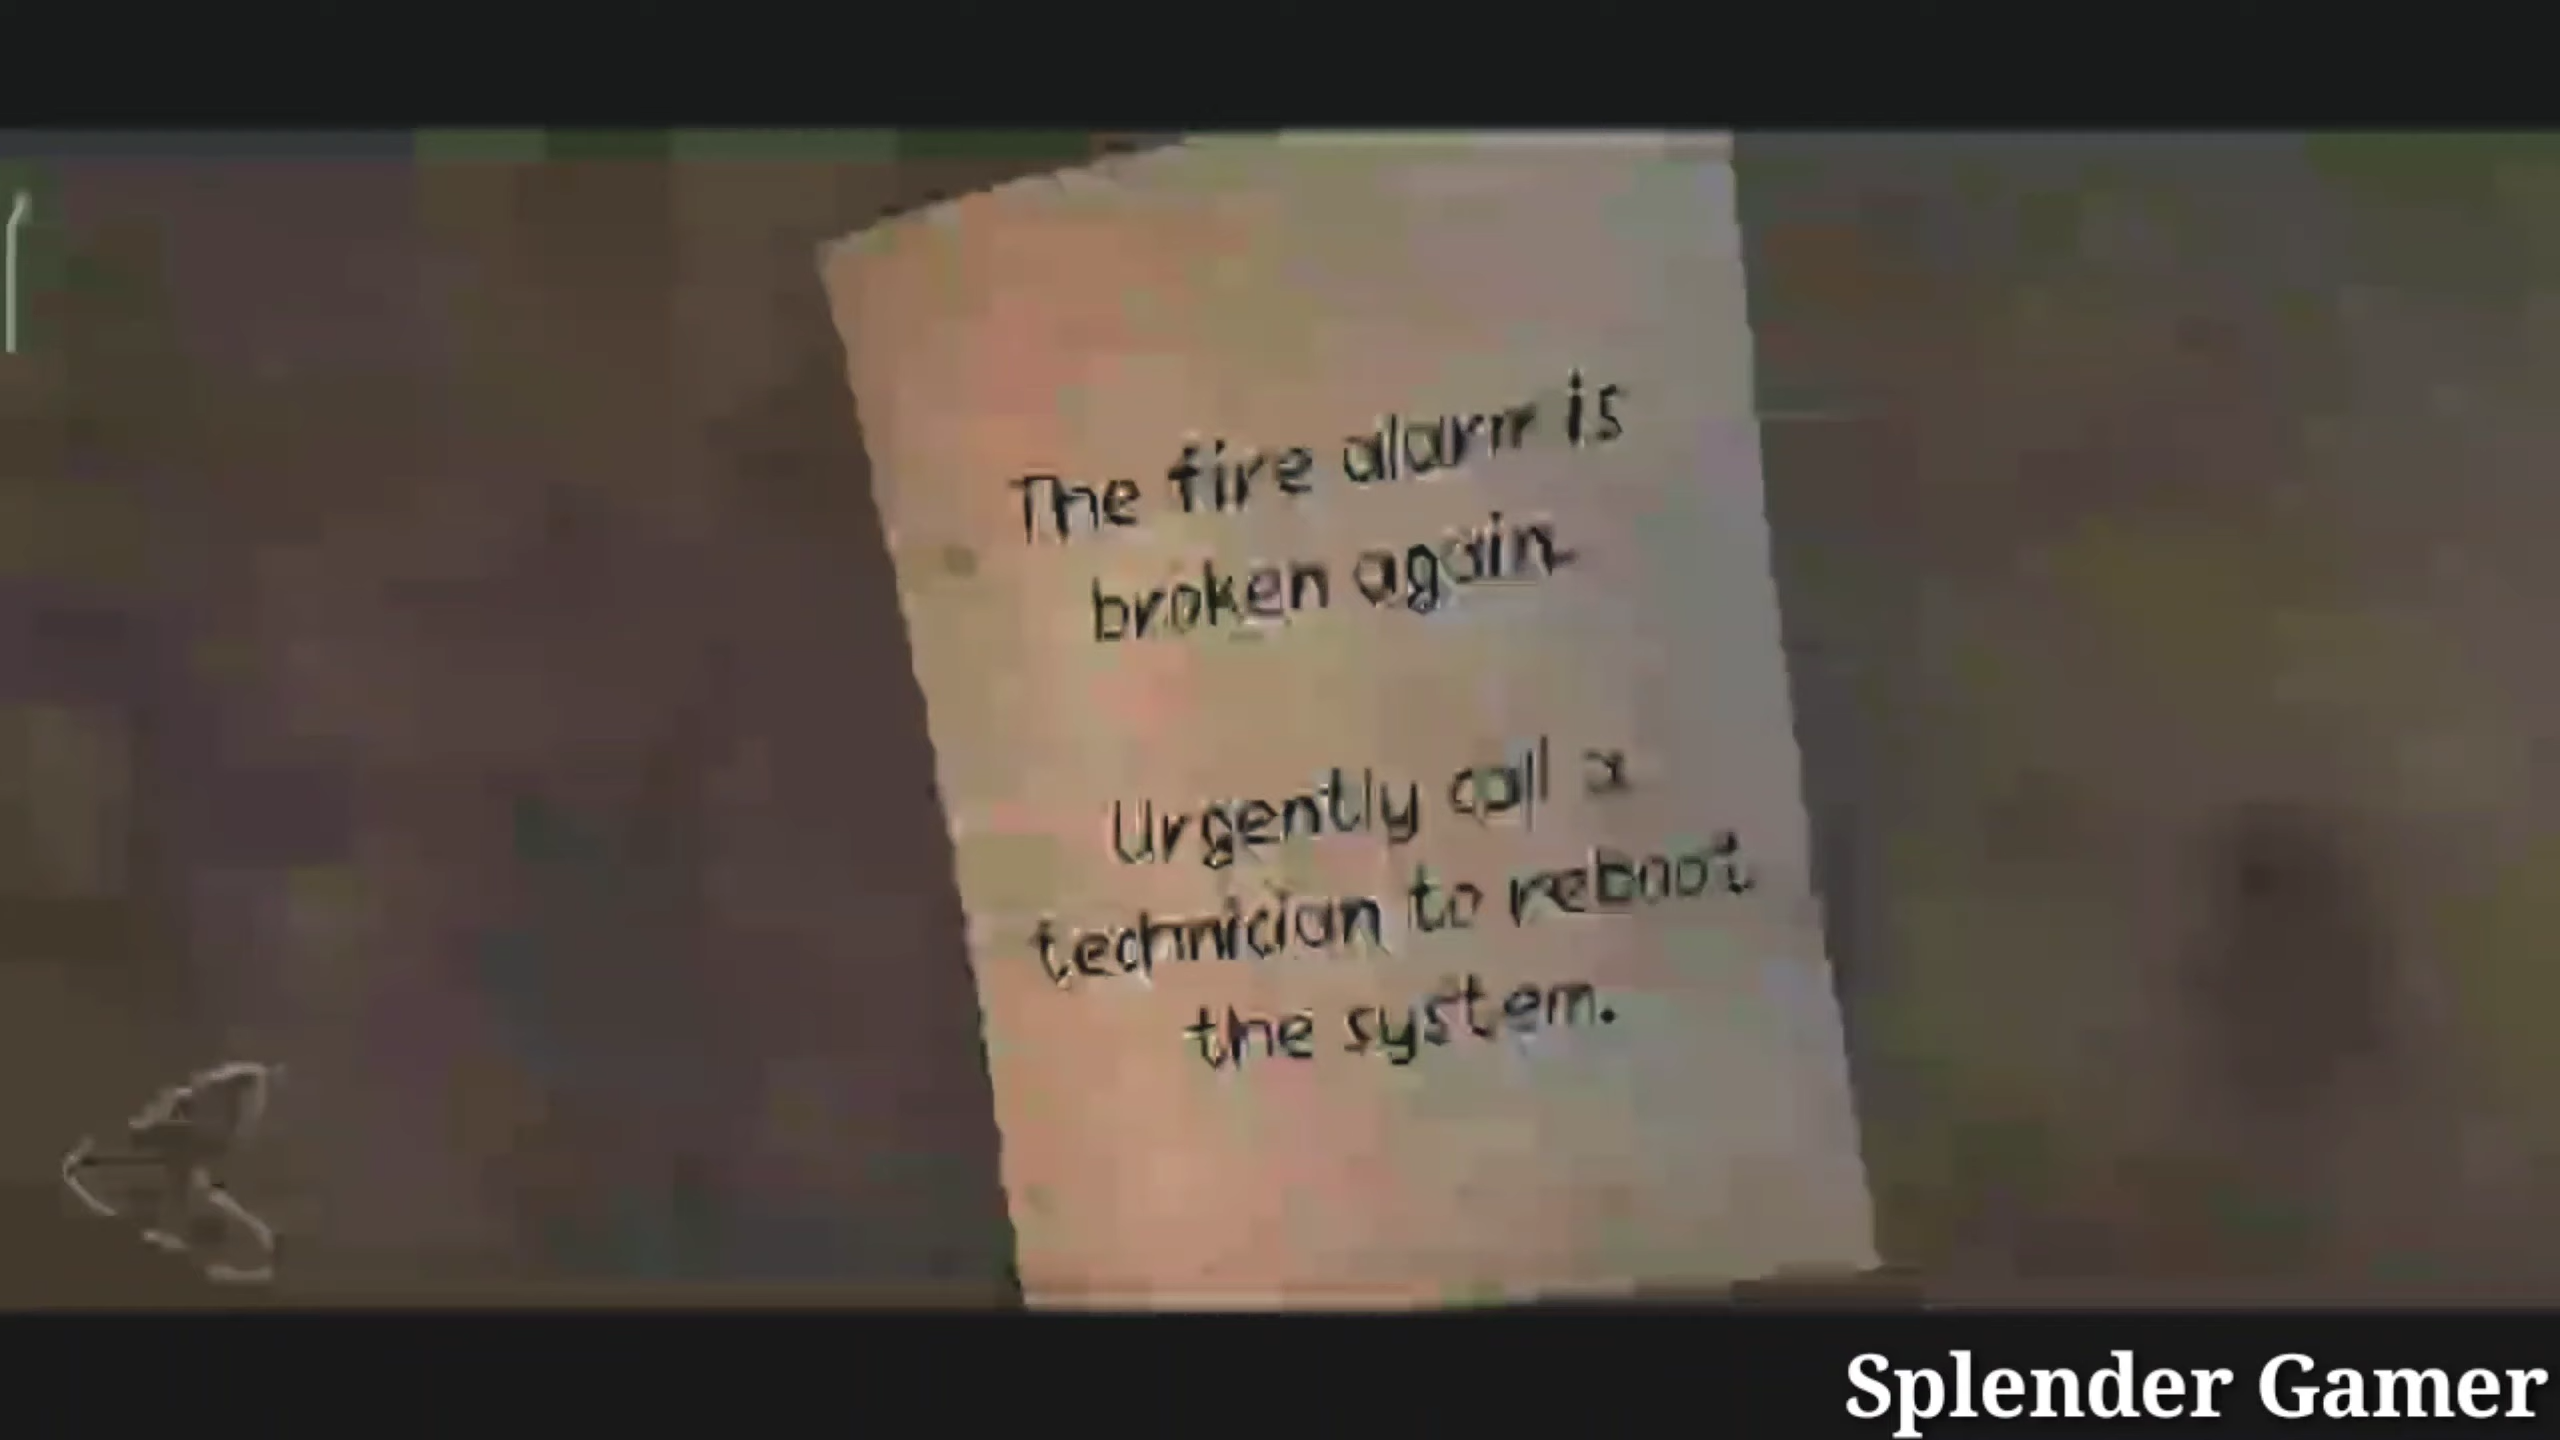 The fire alarm is
broken again.
Urgently call a
technician to reboot
the system.
Splender Gamer